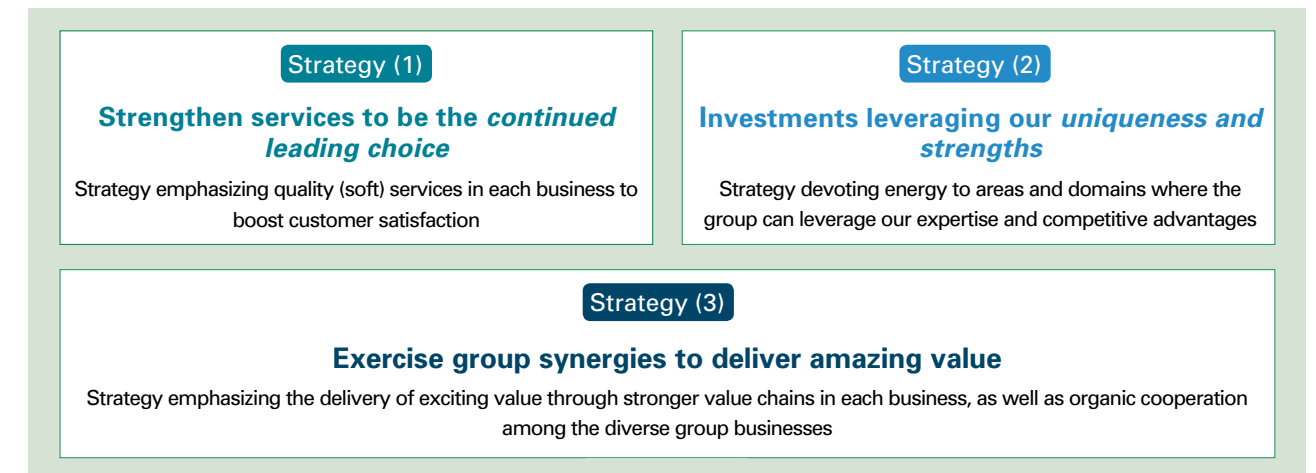 Strategy (1)
Strengthen services to be the continued
leading choice
Strategy emphasizing quality (soft) services in each business to
boost customer satisfaction
Strategy (2)
Investments leveraging our uniqueness and
strengths
Strategy devoting energy to areas and domains where the
group can leverage our expertise and competitive advantages
Strategy (3)
Exercise group synergies to deliver amazing value
Strategy emphasizing the delivery of exciting value through stronger value chains in each business, as well as organic cooperation
among the diverse group businesses